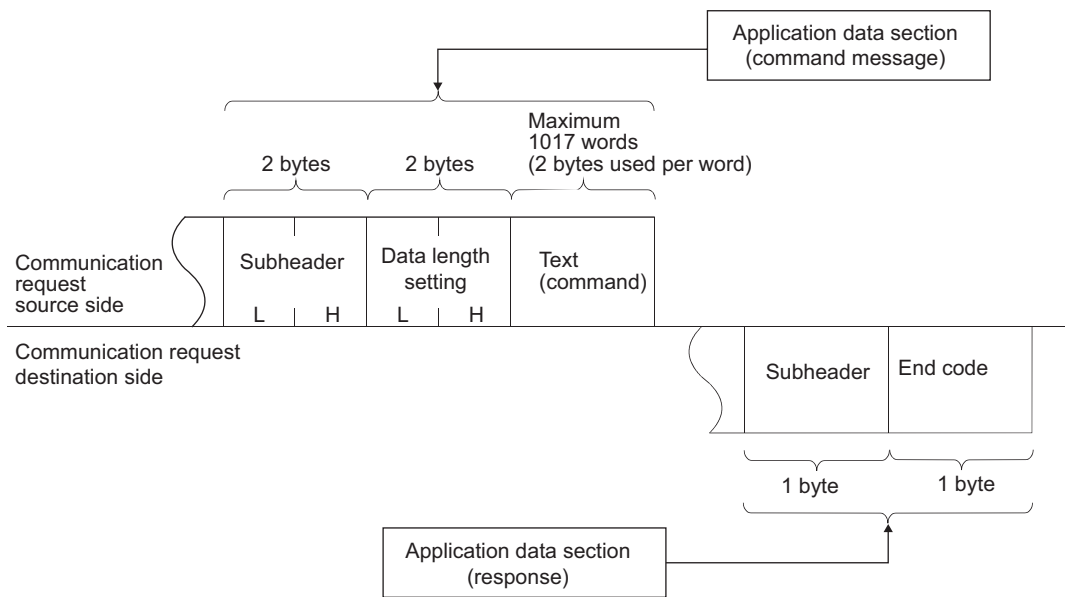 Application data section
(command message)
Maximum
1017 words
(2 bytes used per word)
2 bytes
2 bytes
Communication
request
source side
Subheader
L
H
Data length
setting
L
H
Text
(command)
Communication request
destination side
Subheader
End code
1 byte
1 byte
Application data section
(response)